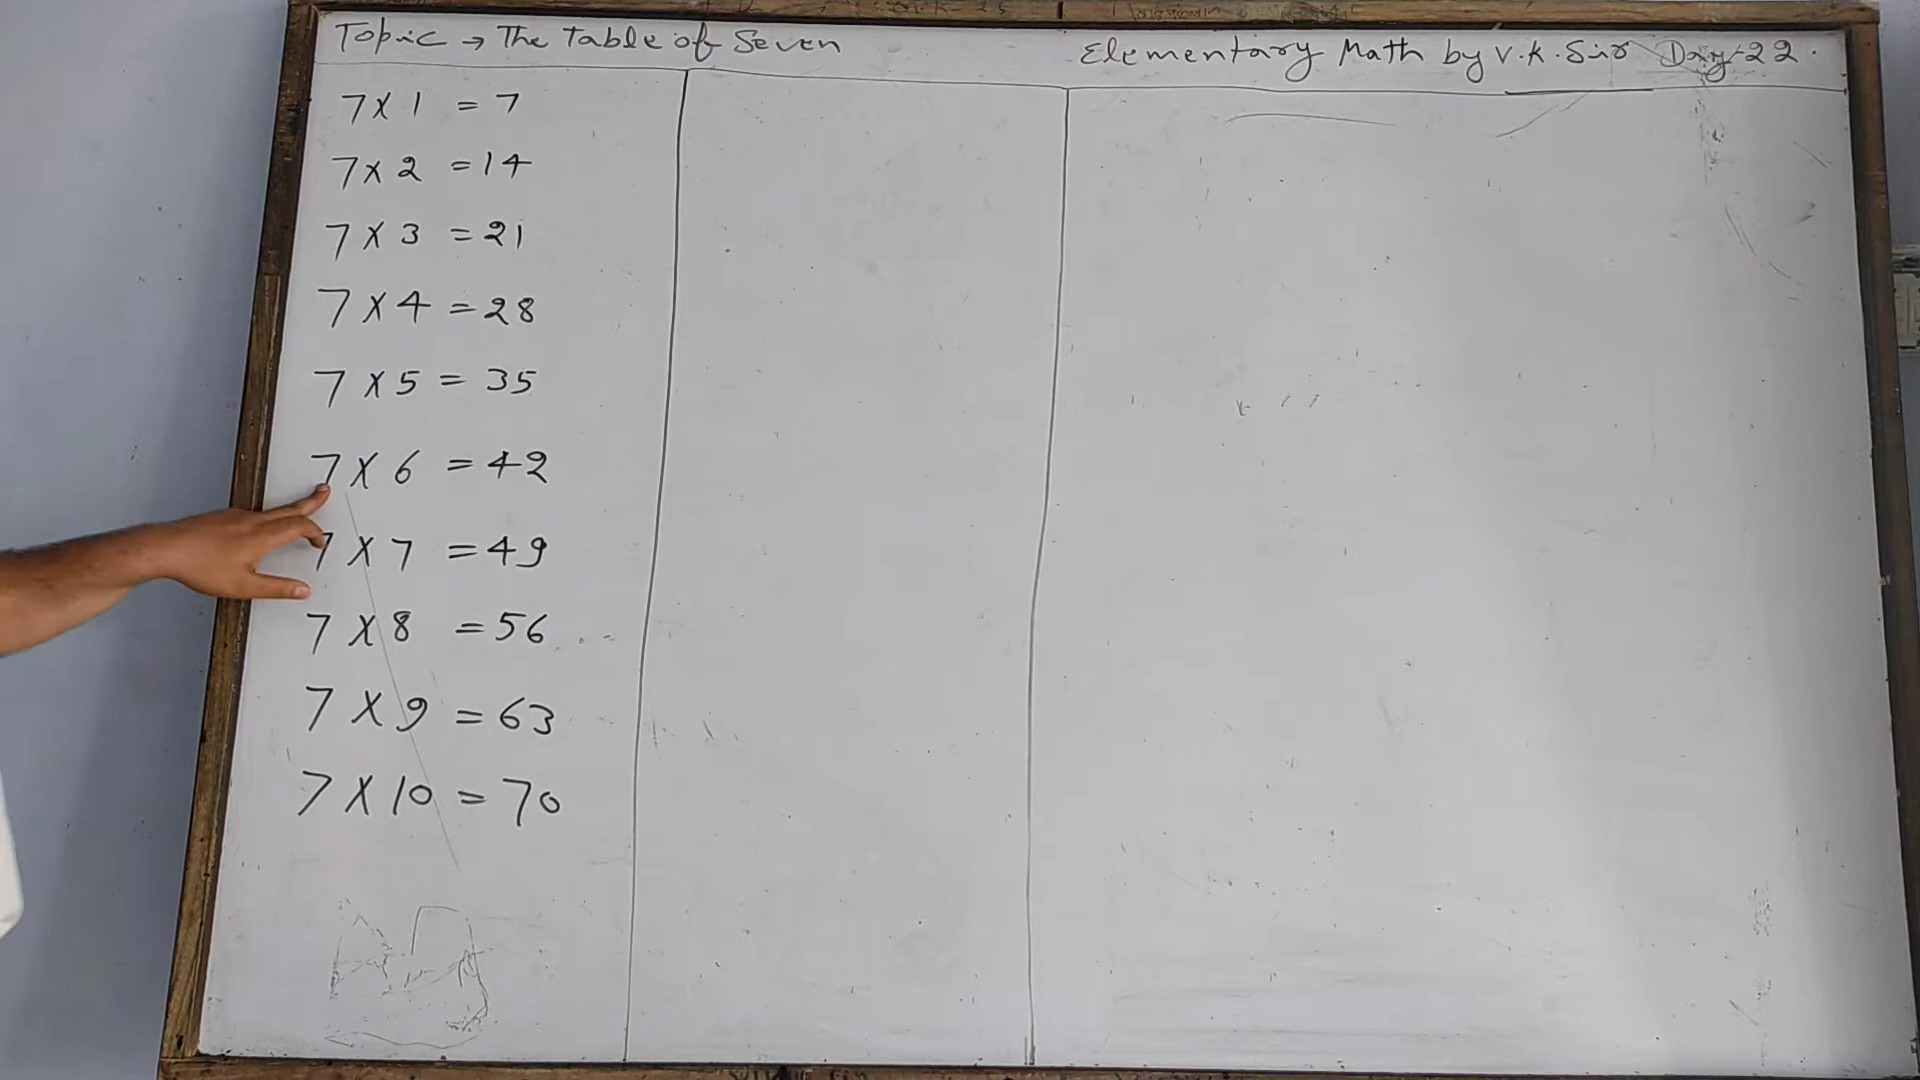 Topic → The Table of Seven
Elementary Math by V.K. Sir Day-22.
7 X 1 = 7
7 X 2 = 14
7 X 3 = 21
7 X 4 = 28
7 X 5 = 35
7 X 6 = 42
7 X 7 = 49
7 X 8 = 56
7 X 9 = 63
7 X 10 = 70